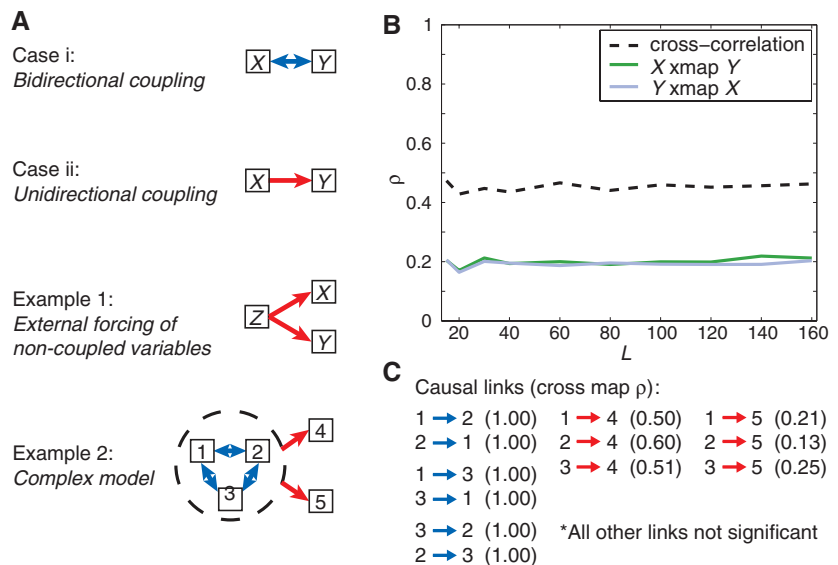 A
Case i:
Bidirectional coupling
X Y
Case ii:
Unidirectional coupling
X Y
Example 1:
External forcing of
non-coupled variables
Z X Y
Example 2:
Complex model
1 2 3 4 5
B
1
0.8
0.6
0.4
0.2
0
ρ
20 40 60 80 100 120 140 160
L
cross−correlation
X xmap Y
Y xmap X
C
Causal links (cross map ρ):
1 → 2 (1.00) 1 → 4 (0.50) 1 → 5 (0.21)
2 → 1 (1.00) 2 → 4 (0.60) 2 → 5 (0.13)
1 → 3 (1.00) 3 → 4 (0.51) 3 → 5 (0.25)
3 → 1 (1.00)
3 → 2 (1.00) *All other links not significant
2 → 3 (1.00)